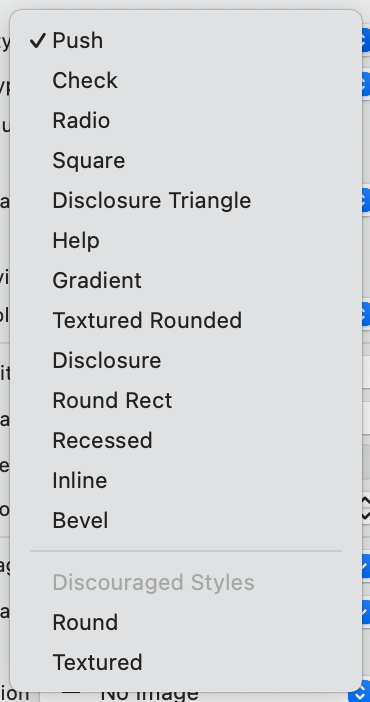 Push
Check
Radio
Square
Disclosure Triangle
Help
Gradient
Textured Rounded
Disclosure
Round Rect
Recessed
Inline
Bevel
Discouraged Styles
Round
Textured
No Image